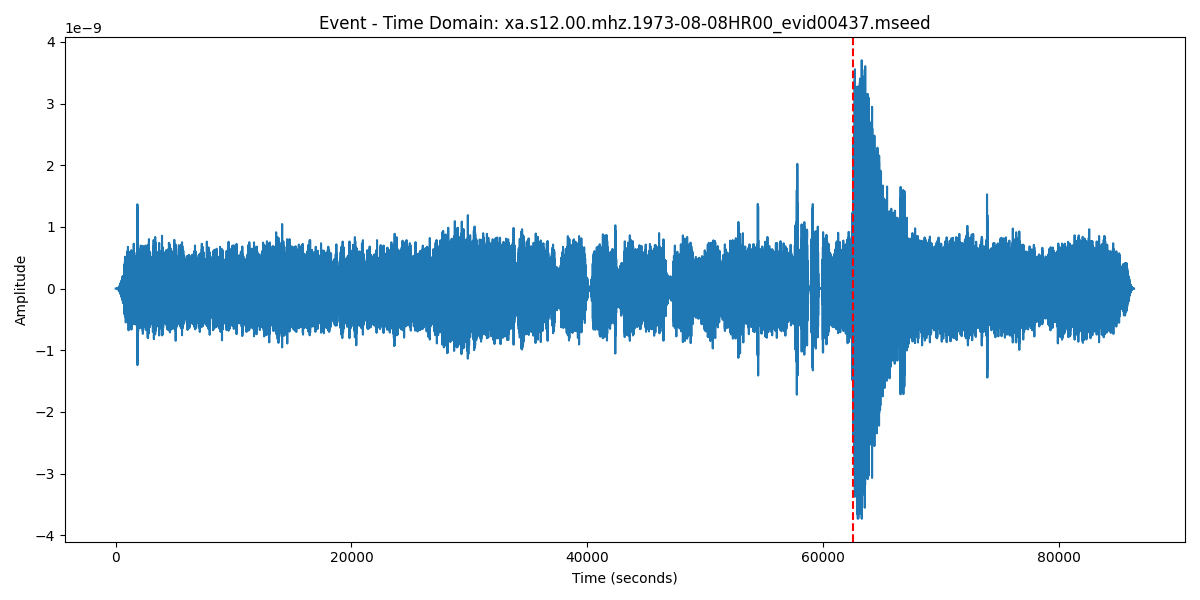 Event - Time Domain: xa.s12.00.mhz.1973-08-08HR00_evid00437.mseed
1e−9
4
3
2
1
0
−1
−2
−3
−4
Amplitude
0 20000 40000 60000 80000
Time (seconds)